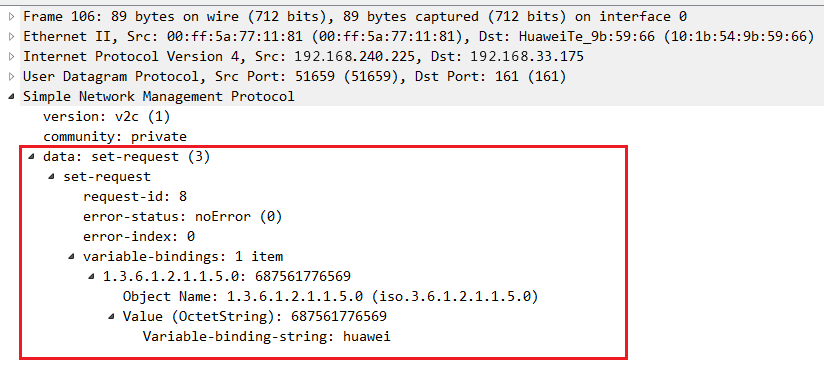 Frame 106: 89 bytes on wire (712 bits), 89 bytes captured (712 bits) on interface 0
Ethernet II, Src: 00:ff:5a:77:11:81 (00:ff:5a:77:11:81), Dst: HuaweiTe_9b:59:66 (10:1b:54:9b:59:66)
Internet Protocol Version 4, Src: 192.168.240.225, Dst: 192.168.33.175
User Datagram Protocol, Src Port: 51659 (51659), Dst Port: 161 (161)
Simple Network Management Protocol
version: v2c (1)
community: private
data: set-request (3)
set-request
request-id: 8
error-status: noError (0)
error-index: 0
variable-bindings: 1 item
1.3.6.1.2.1.1.5.0: 687561776569
Object Name: 1.3.6.1.2.1.1.5.0 (iso.3.6.1.2.1.1.5.0)
Value (OctetString): 687561776569
Variable-binding-string: huawei